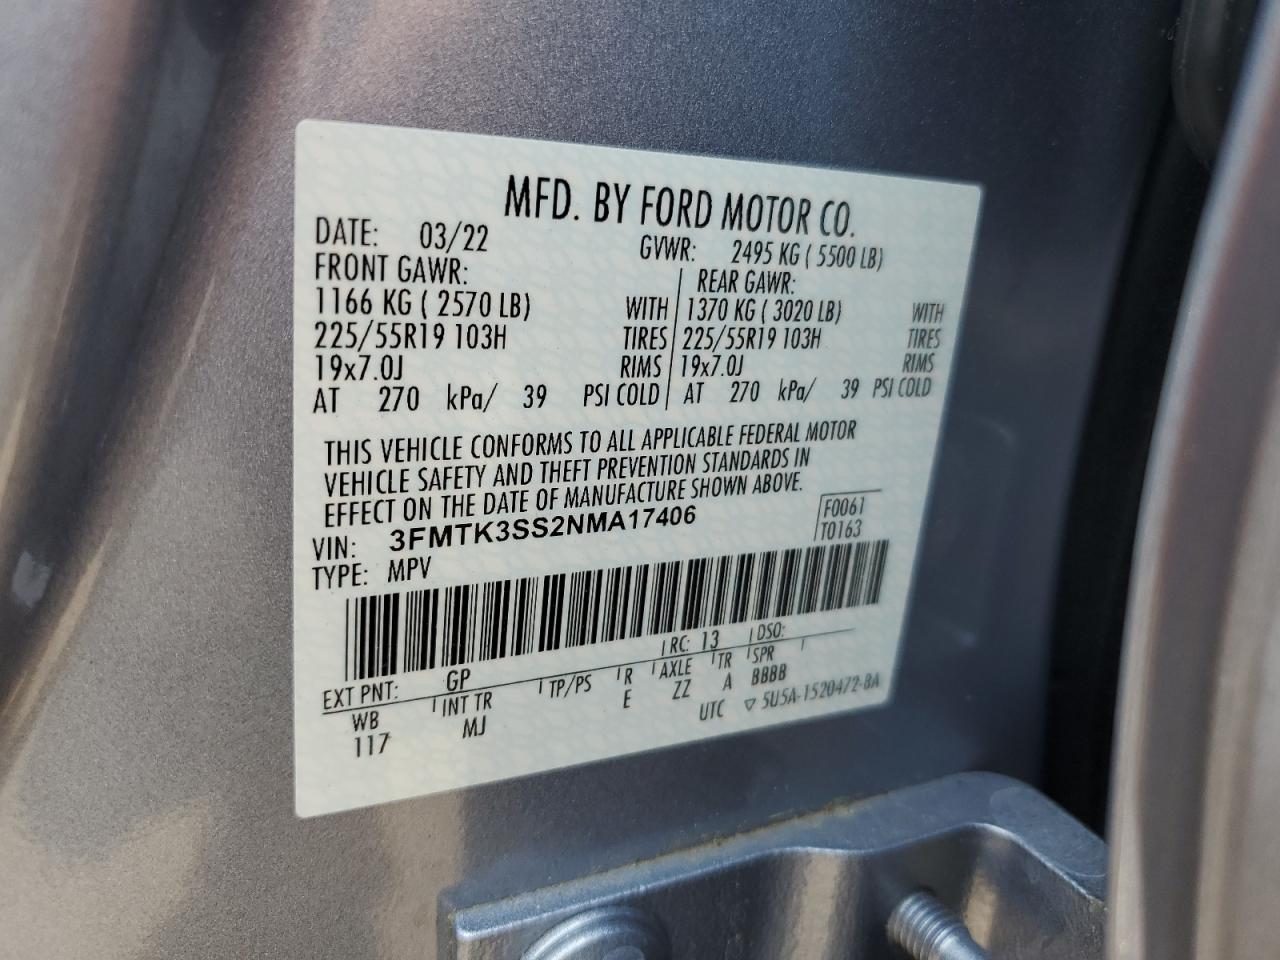 MFD. BY FORD MOTOR CO.
DATE: 03/22 GVWR: 2495 KG ( 5500 LB)
FRONT GAWR: REAR GAWR:
1166 KG ( 2570 LB) WITH 1370 KG ( 3020 LB) WITH
225/55R19 103H TIRES 225/55R19 103H TIRES
19x7.0J RIMS 19x7.0J RIMS
AT 270 kPa/ 39 PSI COLD AT 270 kPa/ 39 PSI COLD
THIS VEHICLE CONFORMS TO ALL APPLICABLE FEDERAL MOTOR
VEHICLE SAFETY AND THEFT PREVENTION STANDARDS IN
EFFECT ON THE DATE OF MANUFACTURE SHOWN ABOVE.
VIN: 3FMTK3SS2NMA17406 F0061
TYPE: MPV T0163
EXT PNT: GP RC: 13 DSO:
WB INT TR TP/PS R AXLE TR SPR
117 MJ E ZZ A BBBB
UTC ▽ 5U5A-1520472-BA